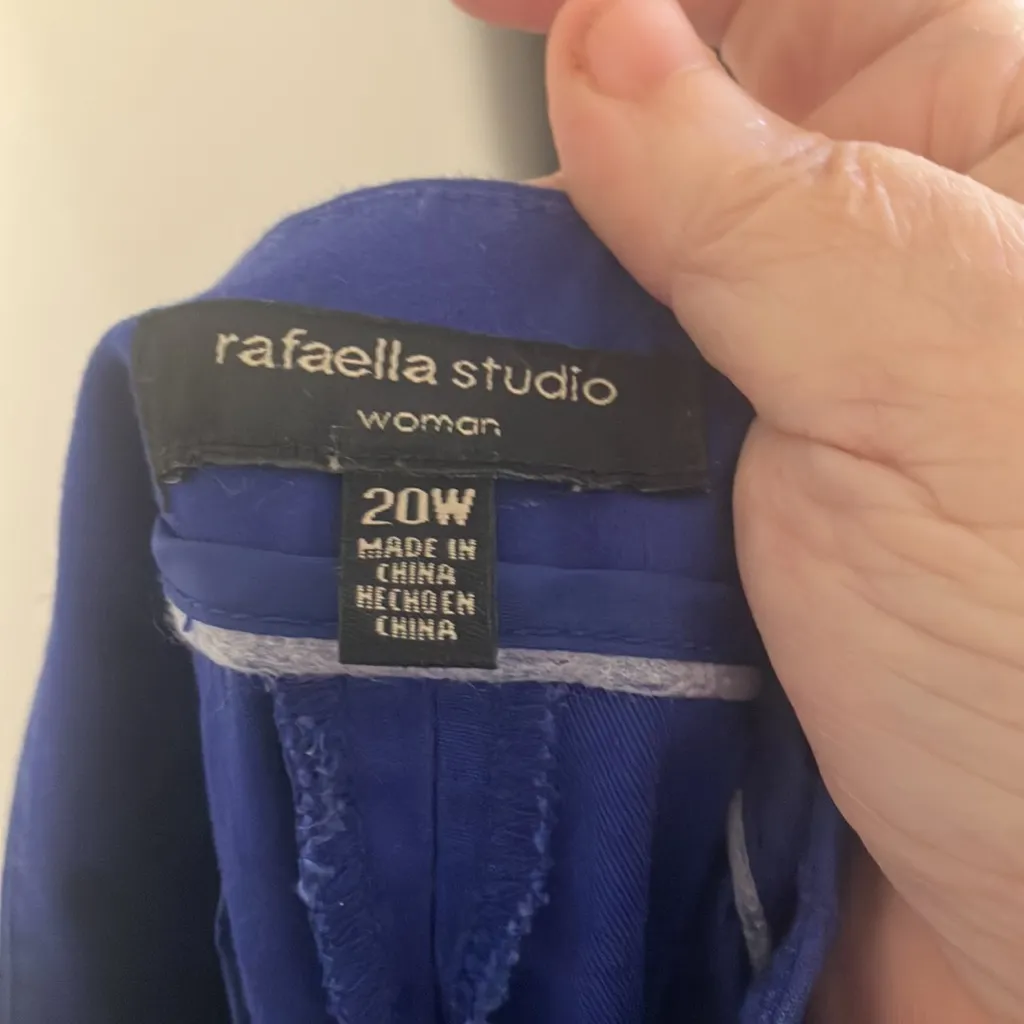 rafaella studio
woman
20W
MADE IN
CHINA
HECHO EN
CHINA